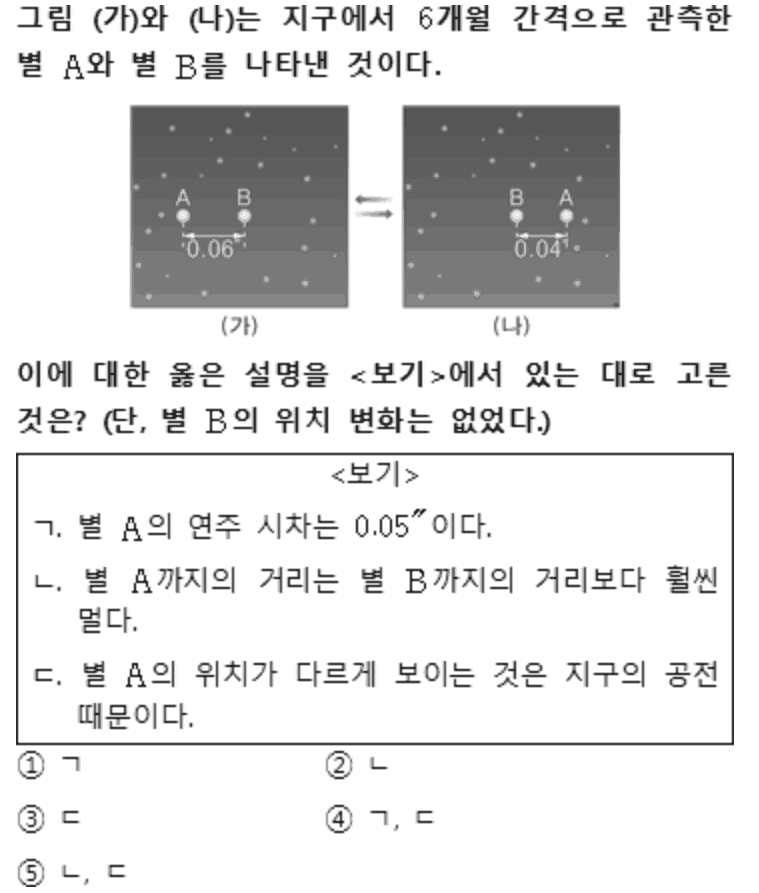 그림 (가)와 (나)는 지구에서 6개월 간격으로 관측한
별 A와 별 B를 나타낸 것이다.
A B
0.06″
(가)
B A
0.04″
(나)
이에 대한 옳은 설명을 <보기>에서 있는 대로 고른
것은? (단, 별 B의 위치 변화는 없었다.)
<보기>
ㄱ. 별 A의 연주 시차는 0.05″이다.
ㄴ. 별 A까지의 거리는 별 B까지의 거리보다 훨씬
멀다.
ㄷ. 별 A의 위치가 다르게 보이는 것은 지구의 공전
때문이다.
① ㄱ ② ㄴ
③ ㄷ ④ ㄱ, ㄷ
⑤ ㄴ, ㄷ